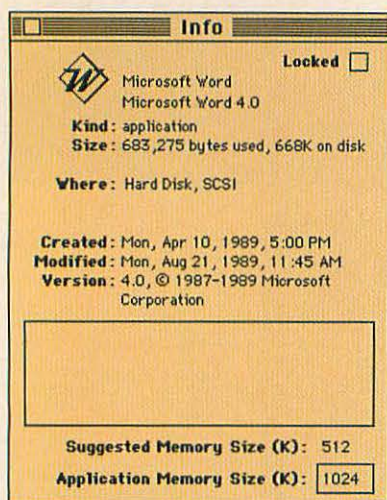 Info
Locked
Microsoft Word
Microsoft Word 4.0
Kind: application
Size: 683,275 bytes used, 668K on disk
Where: Hard Disk, SCSI
Created: Mon, Apr 10, 1989, 5:00 PM
Modified: Mon, Aug 21, 1989, 11:45 AM
Version: 4.0, © 1987-1989 Microsoft
Corporation
Suggested Memory Size (K): 512
Application Memory Size (K): 1024